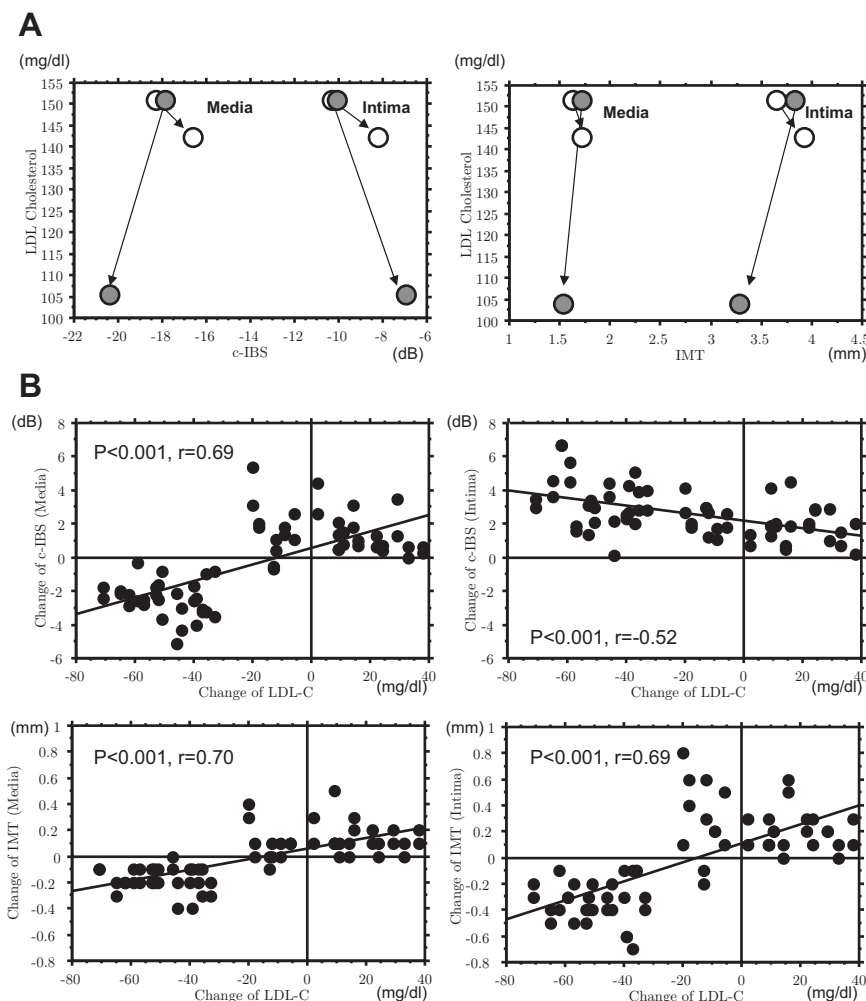 A
(mg/dl)
155
150
145
140
135
130
125
120
115
110
105
100
LDL Cholesterol
Media
Intima
-22 -20 -18 -16 -14 -12 -10 -8 -6
c-IBS
(dB)
(mg/dl)
155
150
145
140
135
130
125
120
115
110
105
100
LDL Cholesterol
Media
Intima
1 1.5 2 2.5 3 3.5 4 4.5
IMT
(mm)
B
(dB)
8
6
4
2
0
-2
-4
-6
Change of c-IBS (Media)
P<0.001, r=0.69
-80 -60 -40 -20 0 20 40
Change of LDL-C
(mg/dl)
(dB)
8
6
4
2
0
-2
-4
-6
Change of c-IBS (Intima)
P<0.001, r=-0.52
-80 -60 -40 -20 0 20 40
Change of LDL-C
(mg/dl)
(mm)
1
0.8
0.6
0.4
0.2
0
-0.2
-0.4
-0.6
-0.8
Change of IMT (Media)
P<0.001, r=0.70
-80 -60 -40 -20 0 20 40
Change of LDL-C
(mg/dl)
(mm)
1
0.8
0.6
0.4
0.2
0
-0.2
-0.4
-0.6
-0.8
Change of IMT (Intima)
P<0.001, r=0.69
-80 -60 -40 -20 0 20 40
Change of LDL-C
(mg/dl)